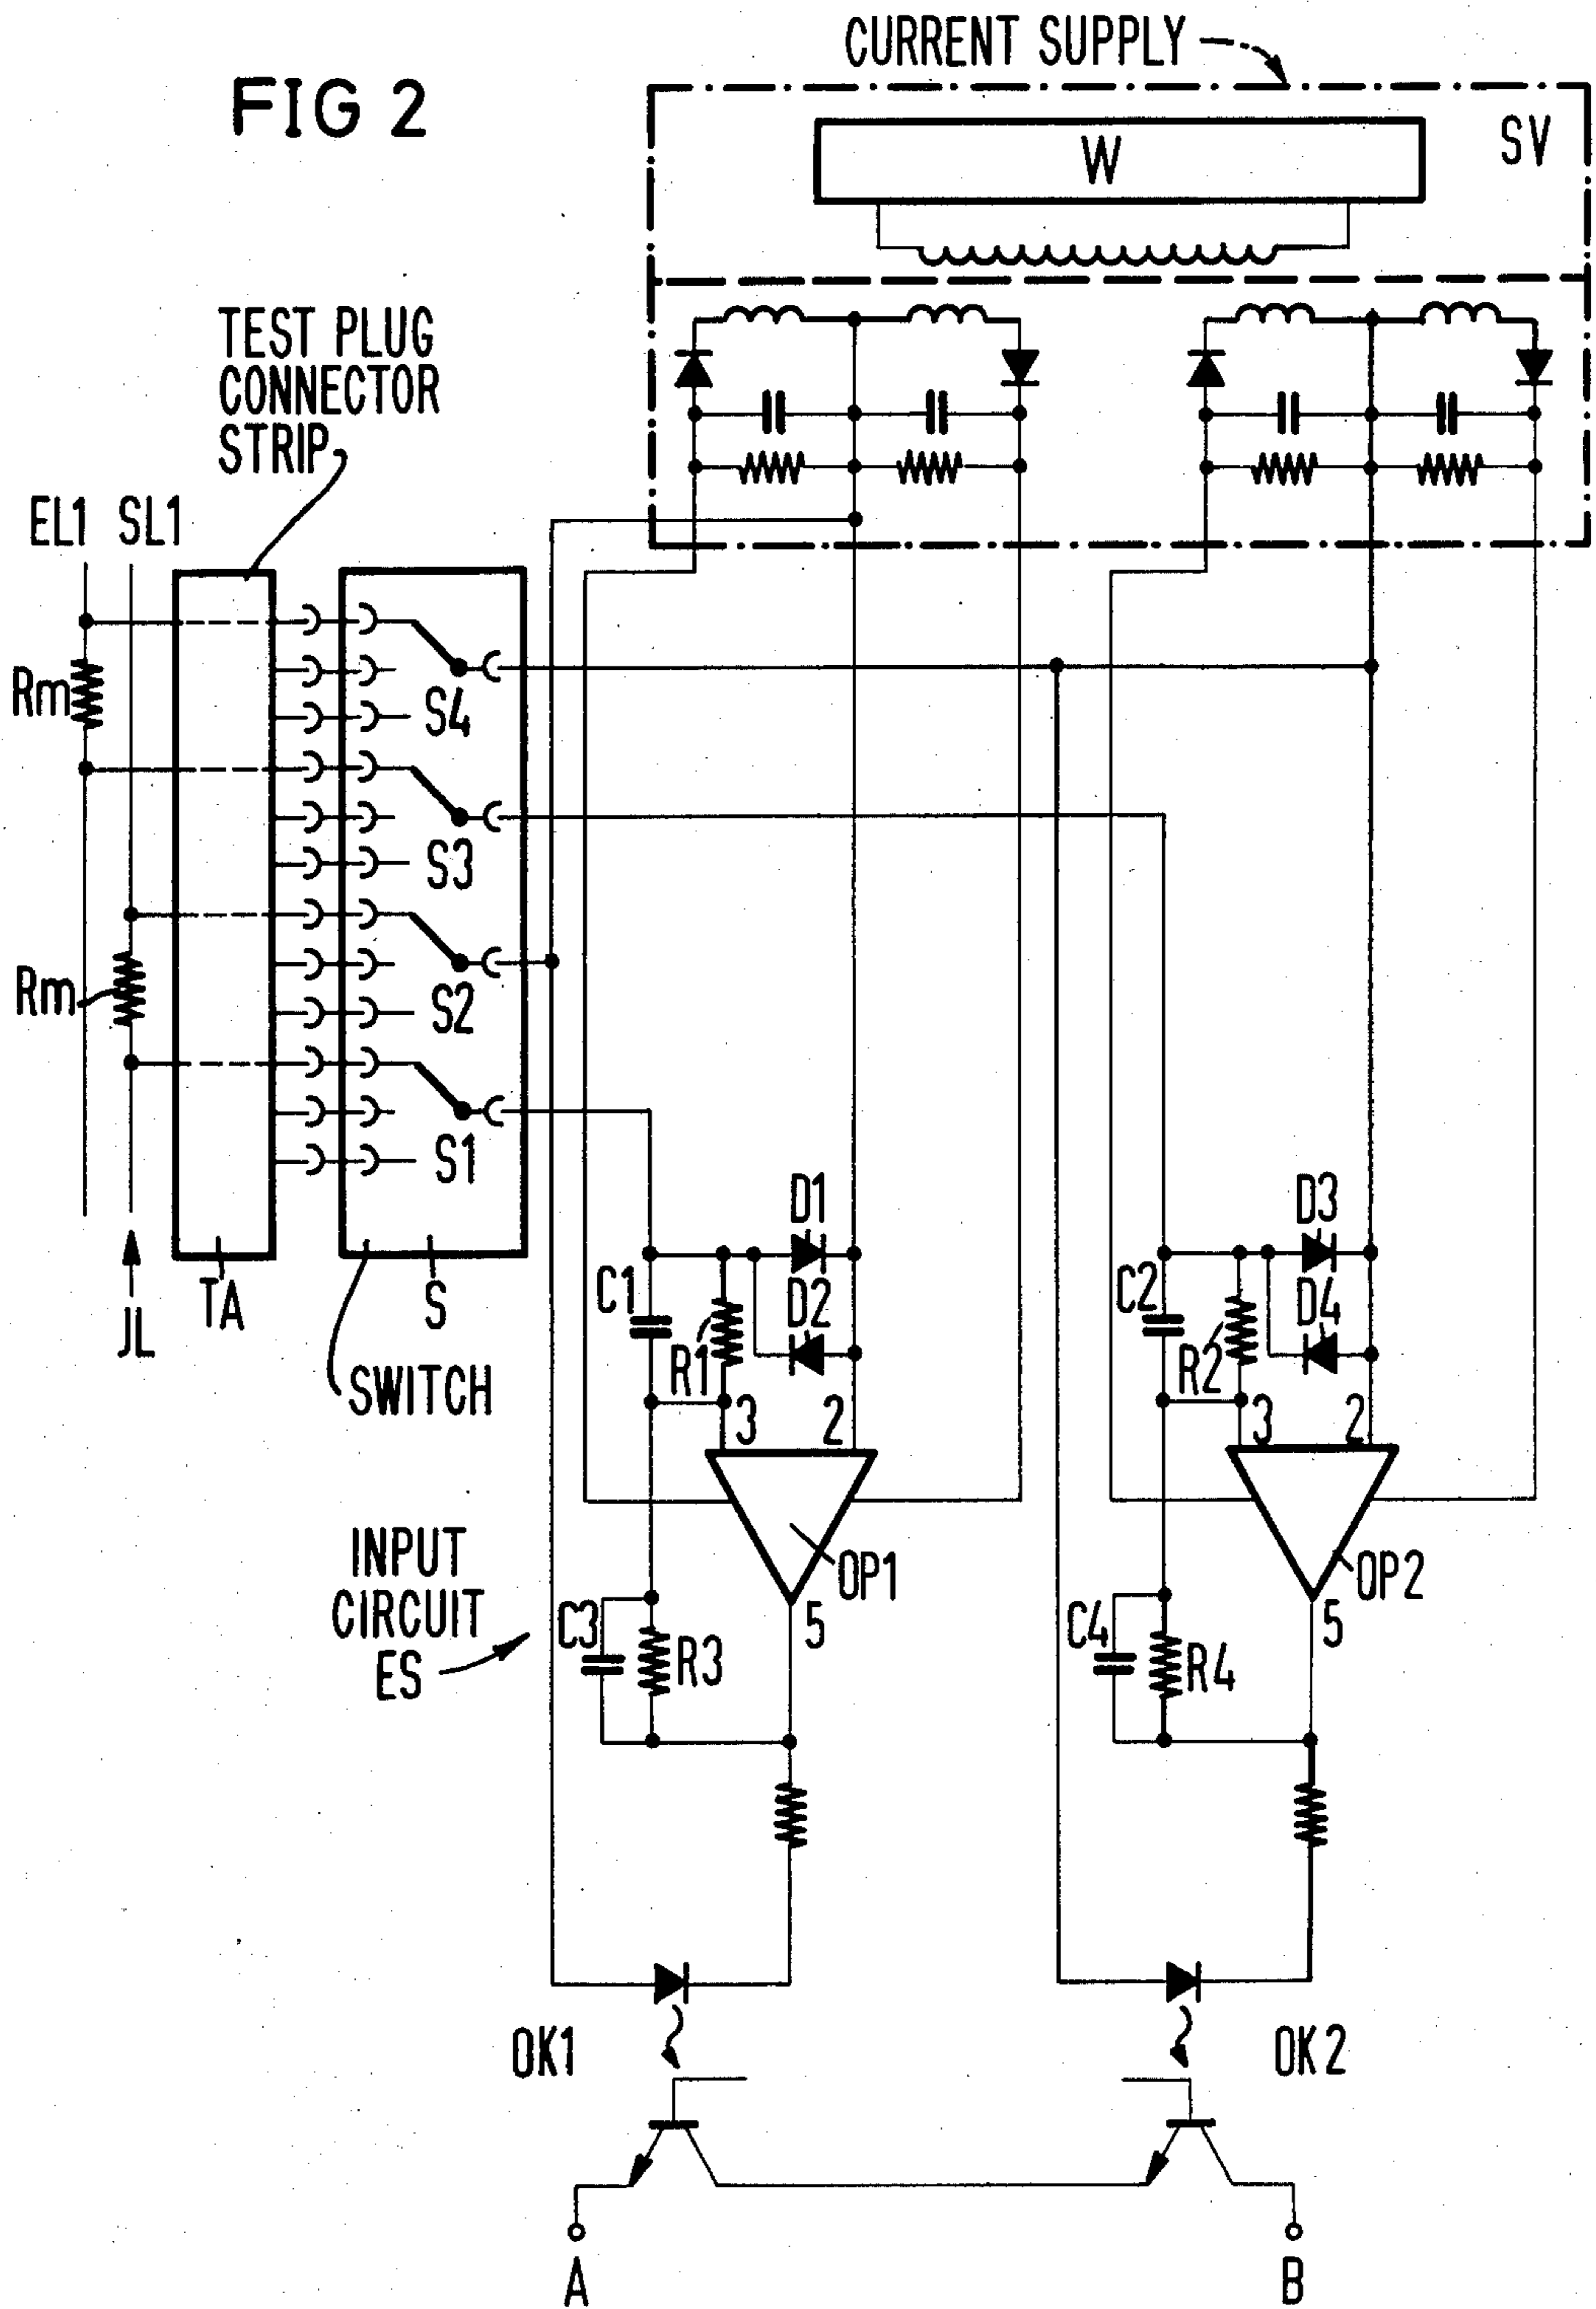 FIG 2
CURRENT SUPPLY
SV
W
TEST PLUG
CONNECTOR
STRIP
EL1 SL1
Rm
S4
S3
Rm
S2
S1
JL
TA
S
SWITCH
D1
C1
D2
R1
3 2
OP1
D3
C2
D4
R2
3 2
OP2
INPUT
CIRCUIT
ES
C3
R3
5
C4
R4
5
OK1
OK2
A
B